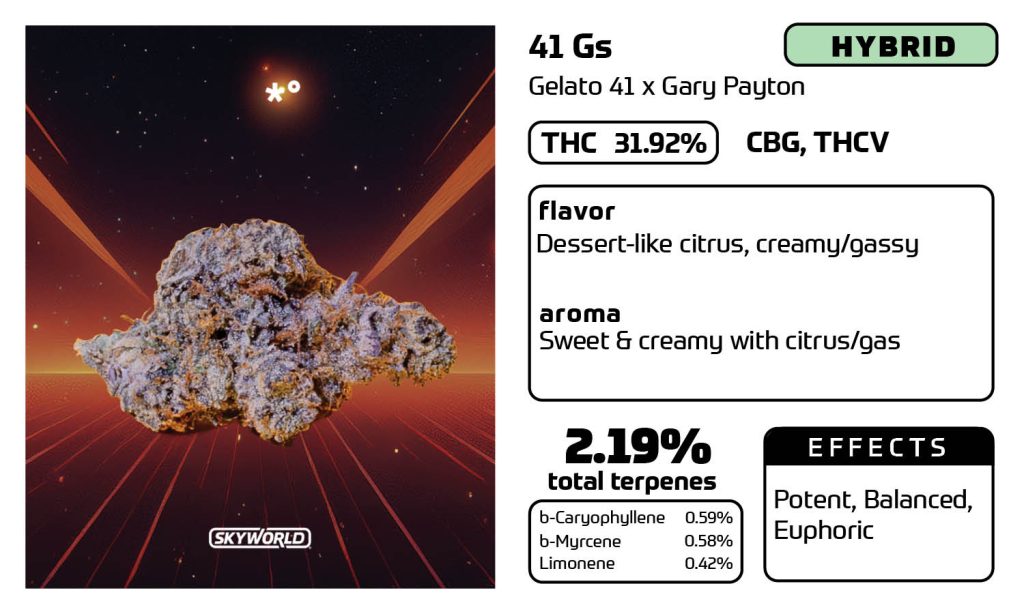 *°
SKYWORLD
41 Gs
HYBRID
Gelato 41 x Gary Payton
THC 31.92%
CBG, THCV
flavor
Dessert-like citrus, creamy/gassy
aroma
Sweet & creamy with citrus/gas
2.19%
total terpenes
b-Caryophyllene 0.59%
b-Myrcene 0.58%
Limonene 0.42%
EFFECTS
Potent, Balanced,
Euphoric